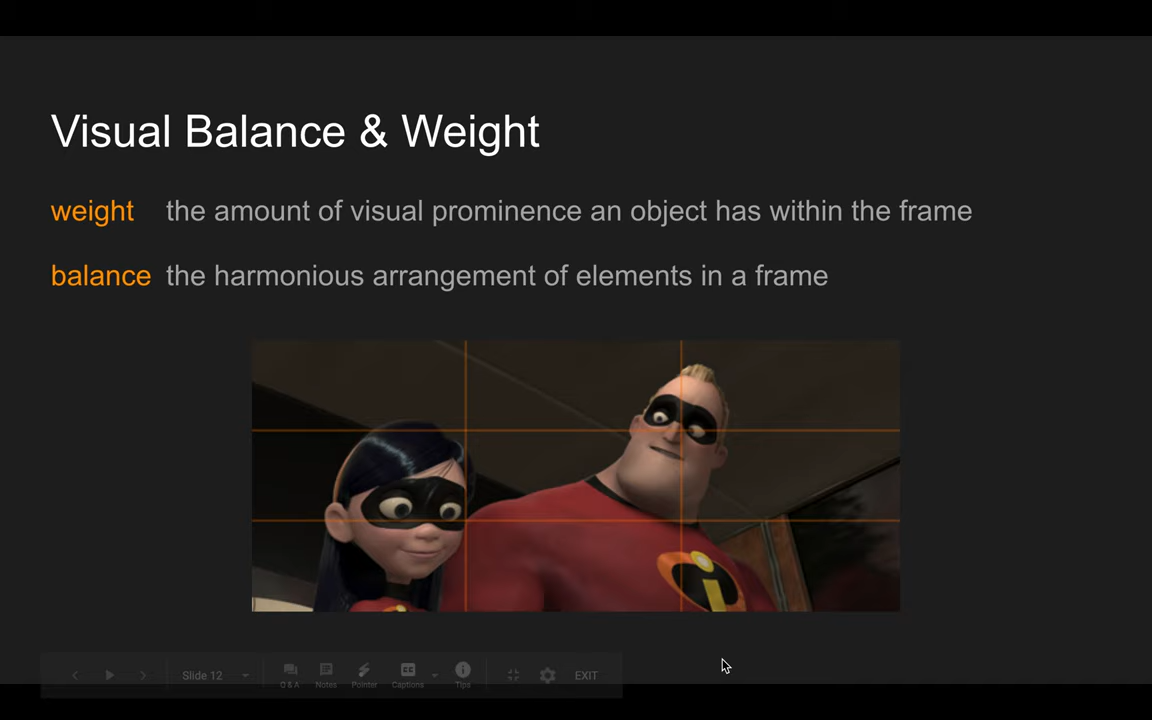 Visual Balance & Weight
weight the amount of visual prominence an object has within the frame
balance the harmonious arrangement of elements in a frame
Slide 12
Q & A Notes Pointer Captions Tips EXIT